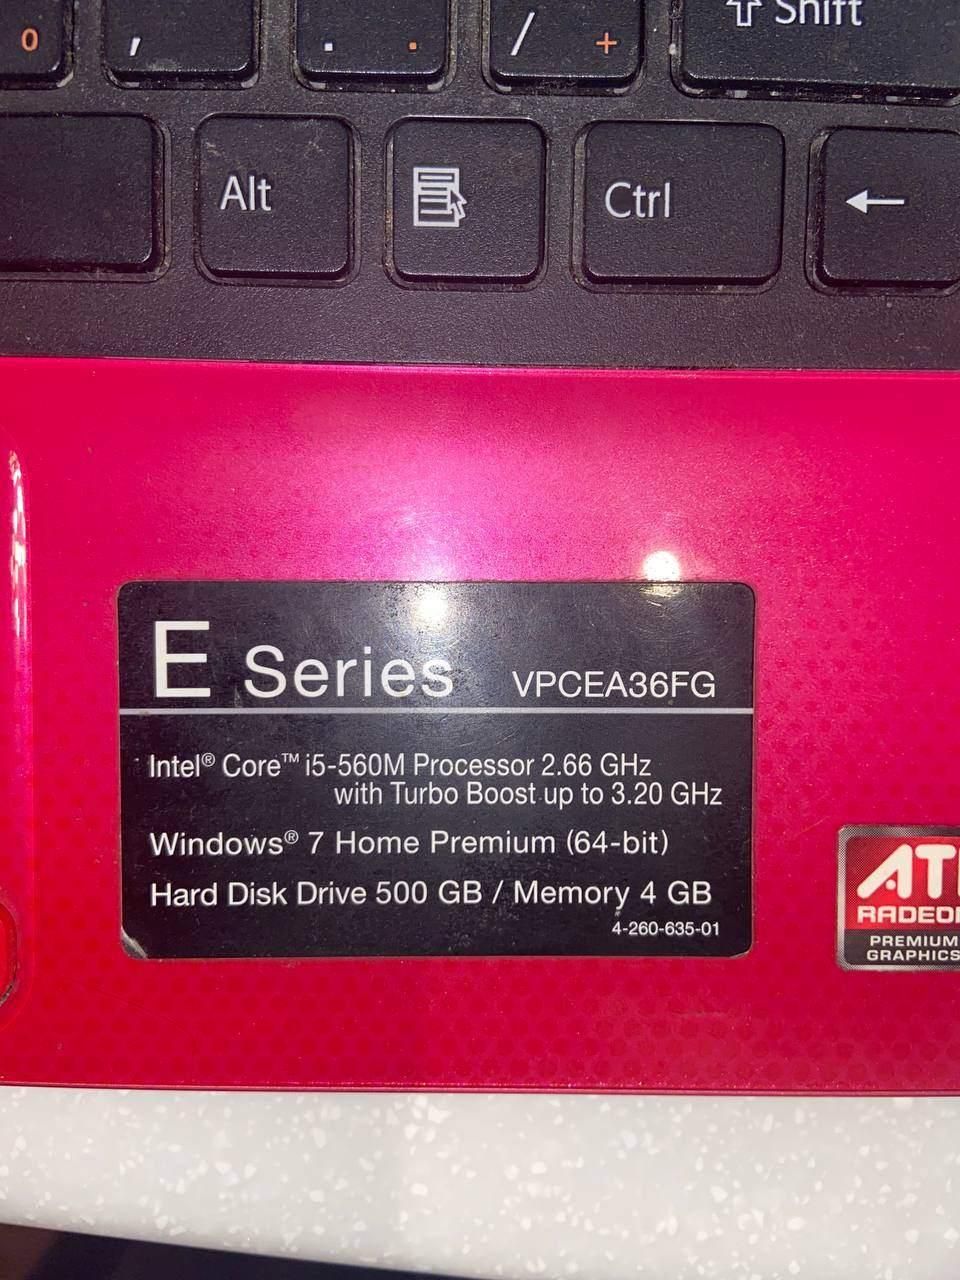 0 , . . / + ⇧ Shift
Alt Ctrl ←
E Series VPCEA36FG
Intel® Core™ i5-560M Processor 2.66 GHz
with Turbo Boost up to 3.20 GHz
Windows® 7 Home Premium (64-bit)
Hard Disk Drive 500 GB / Memory 4 GB
4-260-635-01
ATI
RADEON
PREMIUM
GRAPHICS